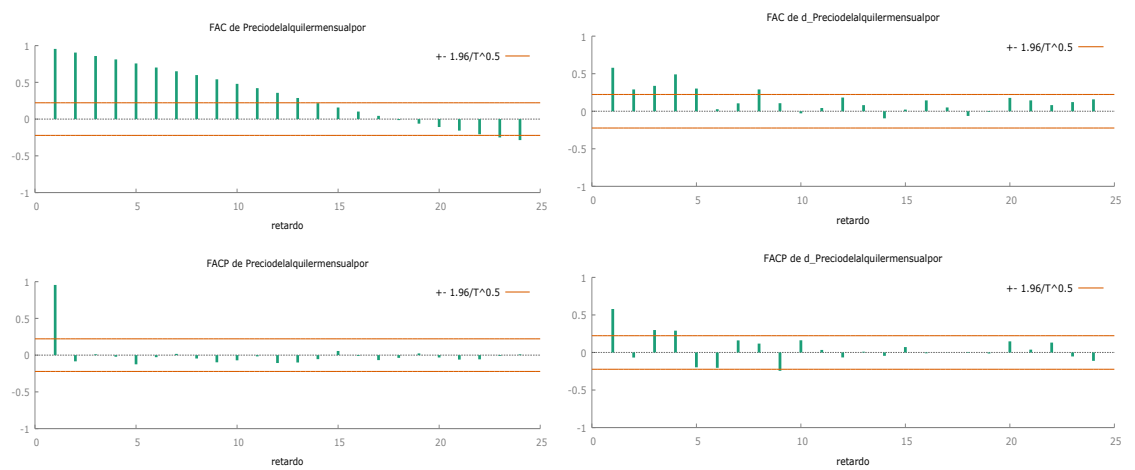 FAC de Preciodelalquilermensualpor
1
+- 1.96/T^0.5
0.5
0
-0.5
-1
0 5 10 15 20 25
retardo
FACP de Preciodelalquilermensualpor
1
+- 1.96/T^0.5
0.5
0
-0.5
-1
0 5 10 15 20 25
retardo
FAC de d_Preciodelalquilermensualpor
1
+- 1.96/T^0.5
0.5
0
-0.5
-1
0 5 10 15 20 25
retardo
FACP de d_Preciodelalquilermensualpor
1
+- 1.96/T^0.5
0.5
0
-0.5
-1
0 5 10 15 20 25
retardo